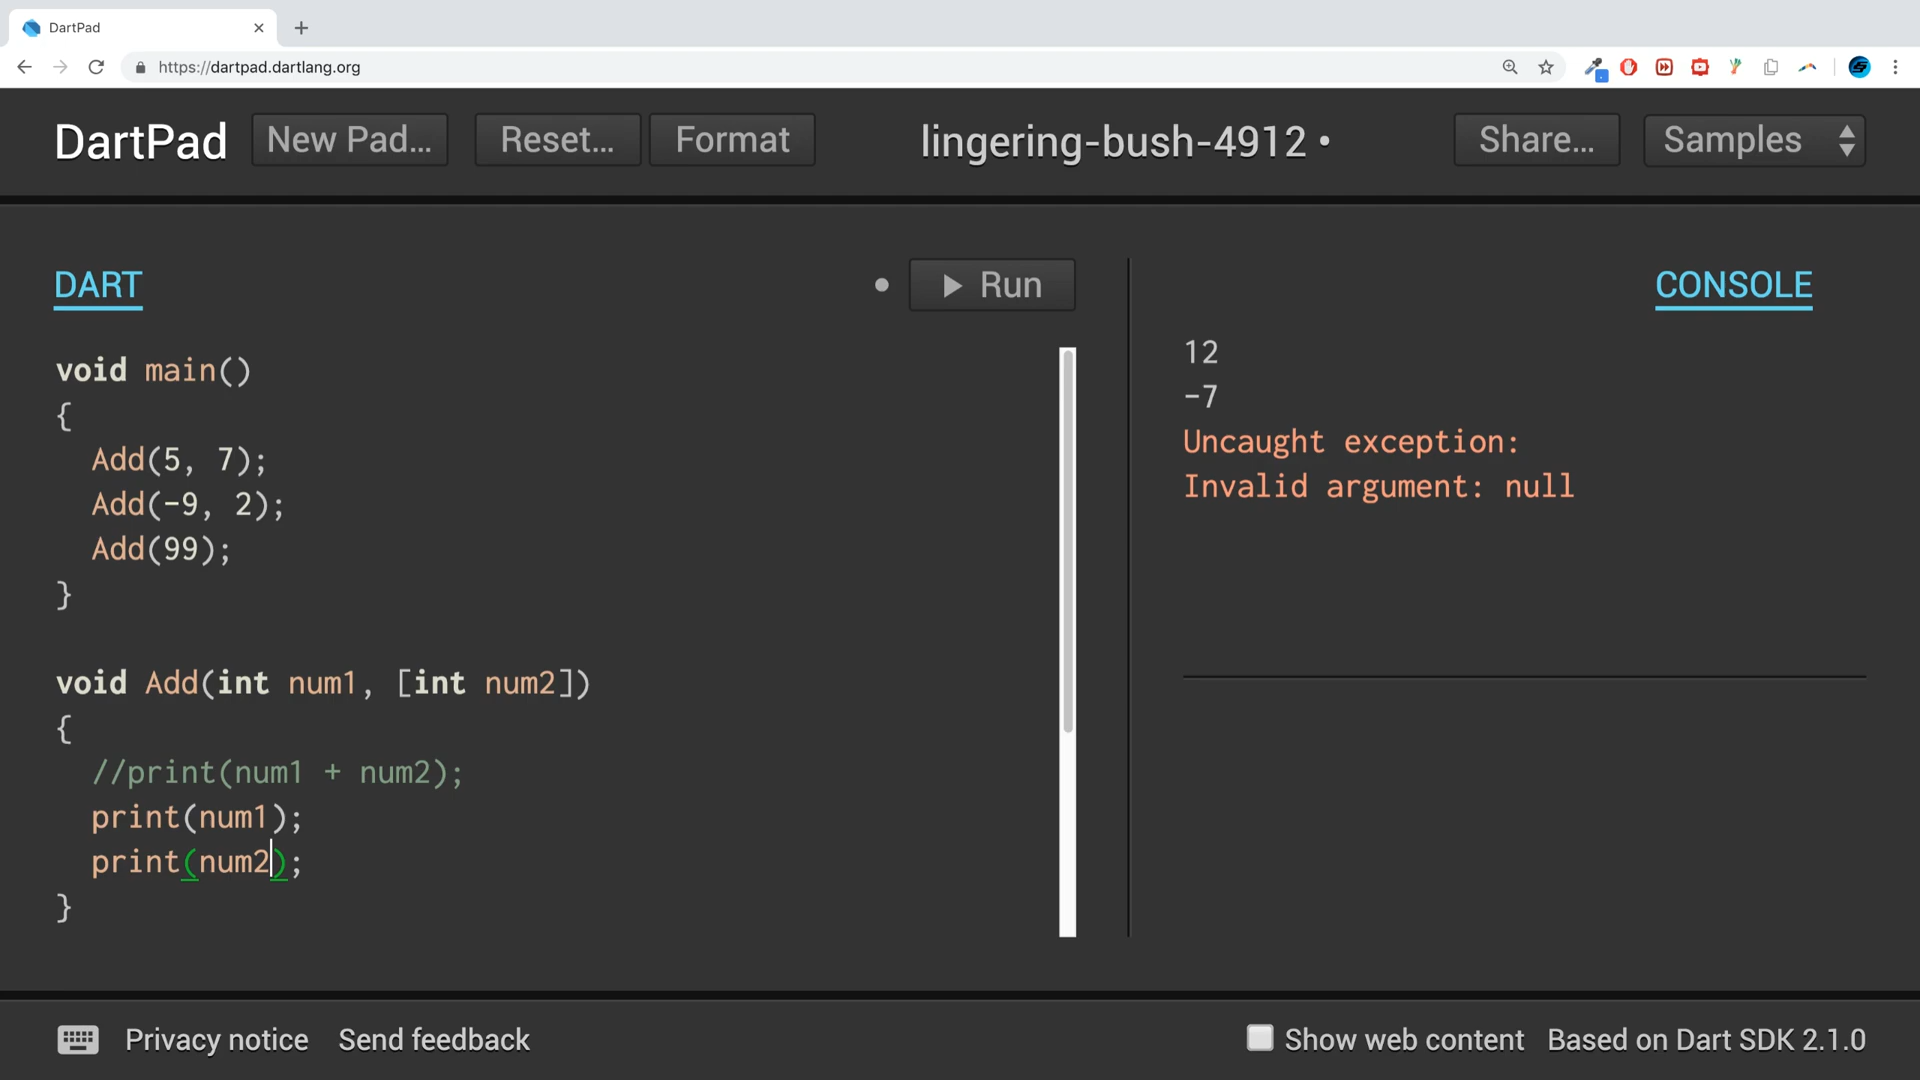 DartPad
https://dartpad.dartlang.org
DartPad
New Pad...
Reset...
Format
lingering-bush-4912 •
Share...
Samples
DART
Run
CONSOLE
void main()
{
  Add(5, 7);
  Add(-9, 2);
  Add(99);
}
void Add(int num1, [int num2])
{
  //print(num1 + num2);
  print(num1);
  print(num2);
}
12
-7
Uncaught exception:
Invalid argument: null
Privacy notice
Send feedback
Show web content
Based on Dart SDK 2.1.0